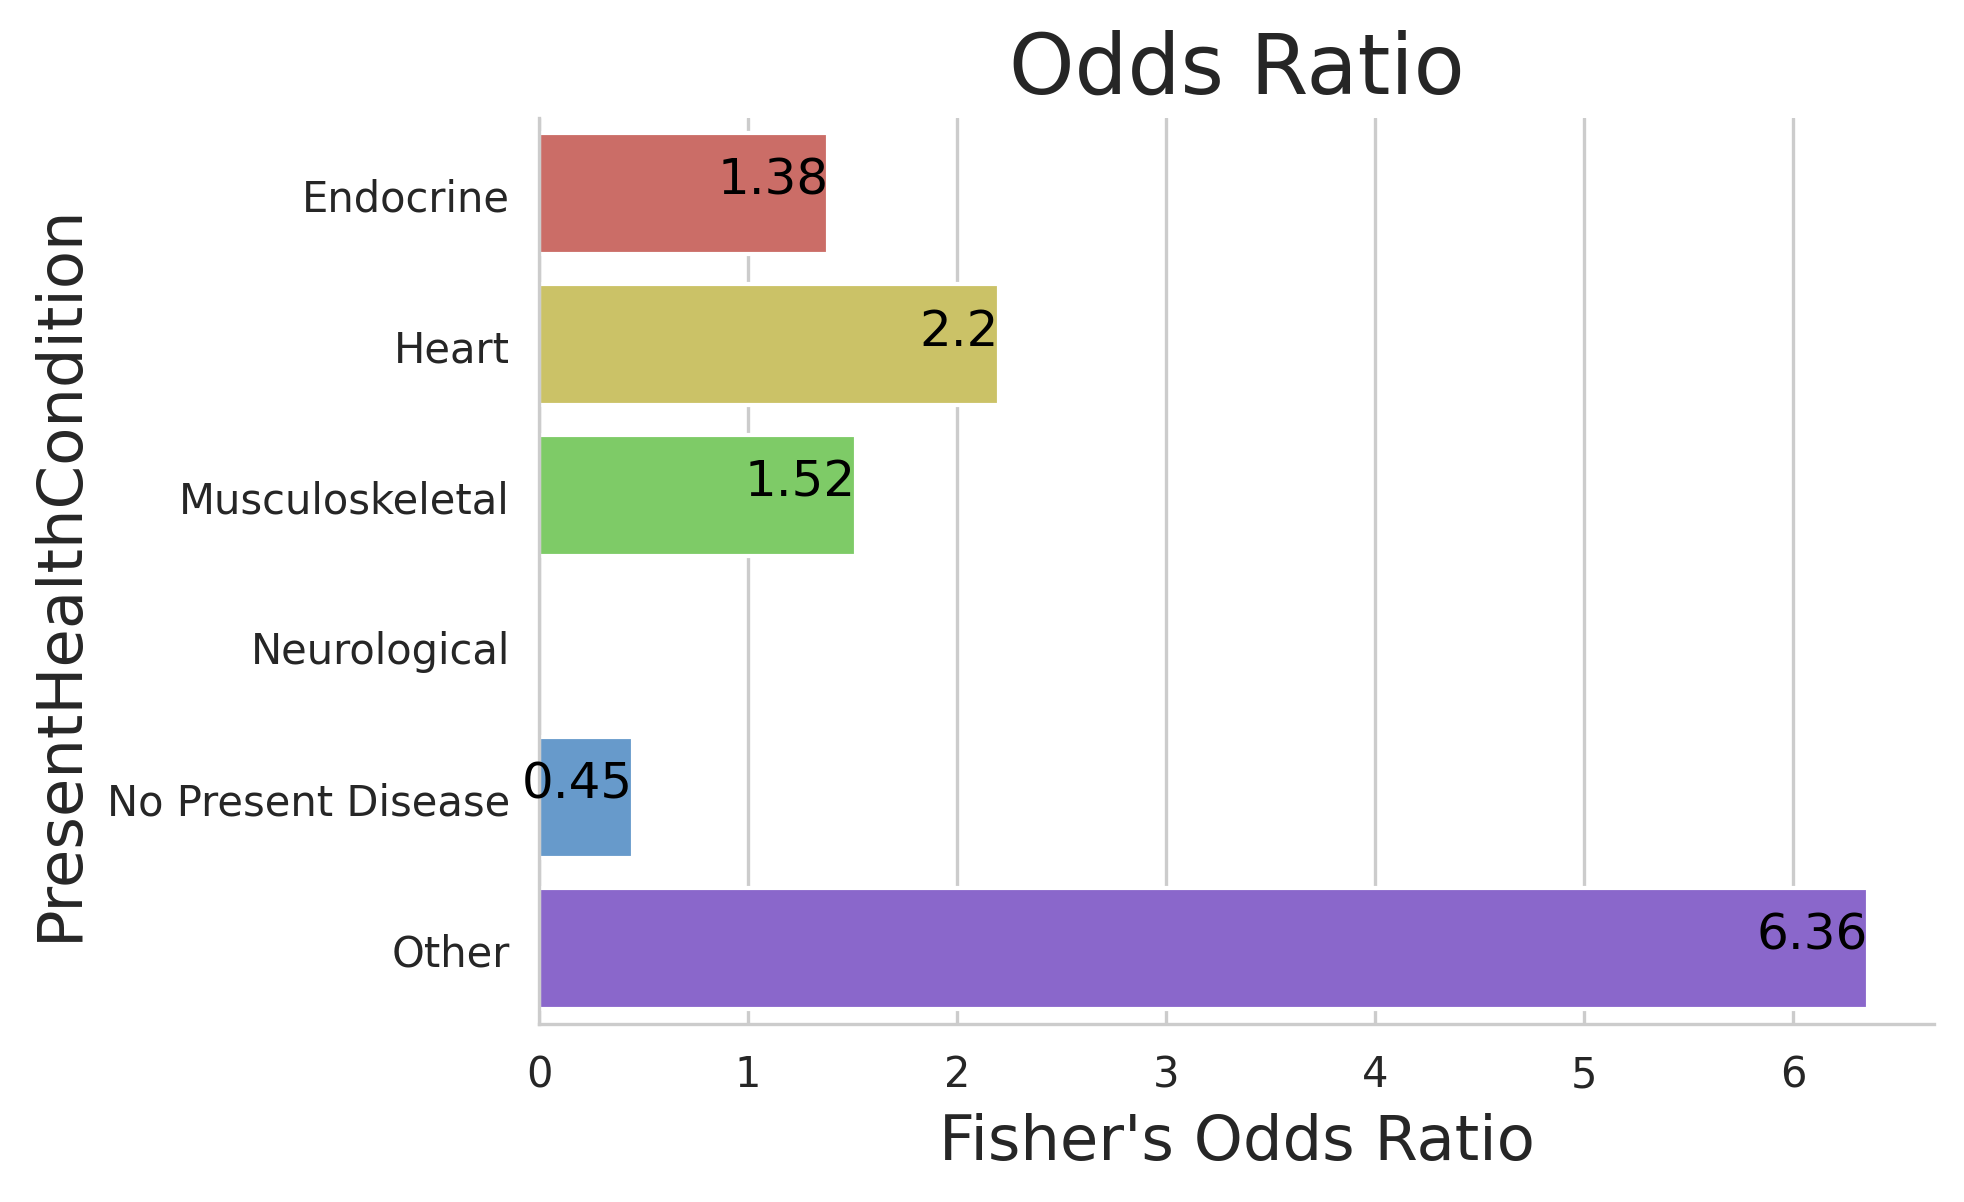 Odds Ratio
PresentHealthCondition
Endocrine
1.38
Heart
2.2
Musculoskeletal
1.52
Neurological
No Present Disease
0.45
Other
6.36
0 1 2 3 4 5 6
Fisher's Odds Ratio